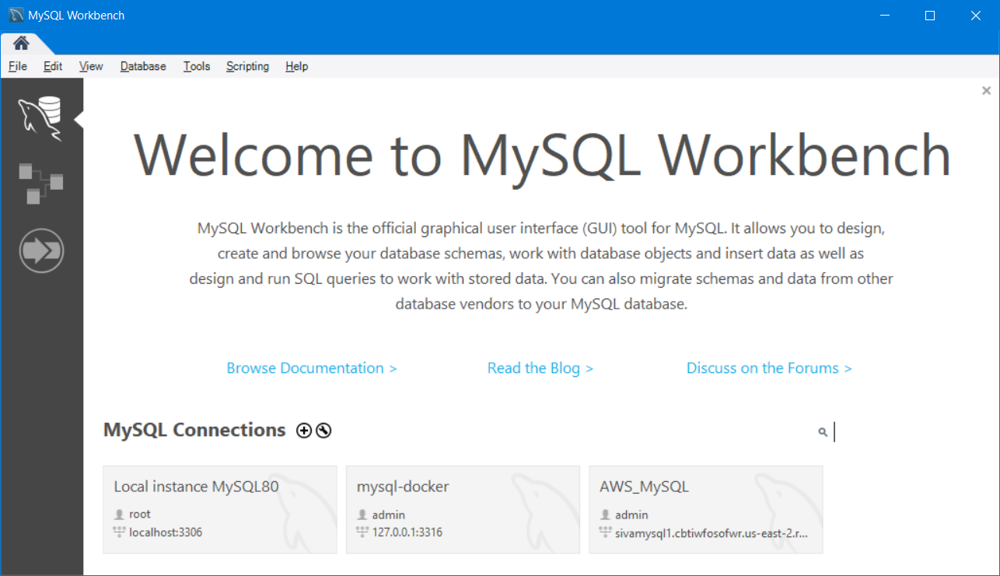 MySQL Workbench
File Edit View Database Tools Scripting Help
Welcome to MySQL Workbench
MySQL Workbench is the official graphical user interface (GUI) tool for MySQL. It allows you to design,
create and browse your database schemas, work with database objects and insert data as well as
design and run SQL queries to work with stored data. You can also migrate schemas and data from other
database vendors to your MySQL database.
Browse Documentation > Read the Blog > Discuss on the Forums >
MySQL Connections
Local instance MySQL80
root
localhost:3306
mysql-docker
admin
127.0.0.1:3316
AWS_MySQL
admin
sivamysql1.cbtiwfosofwr.us-east-2.r...